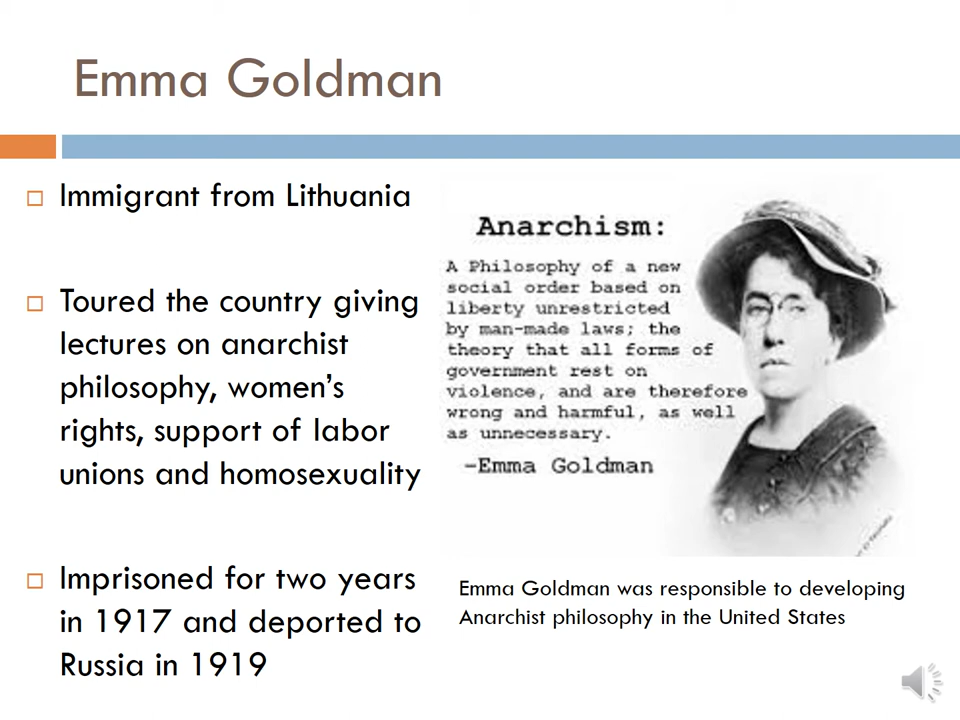 Emma Goldman
Immigrant from Lithuania
Toured the country giving
lectures on anarchist
philosophy, women's
rights, support of labor
unions and homosexuality
Imprisoned for two years
in 1917 and deported to
Russia in 1919
Anarchism:
A Philosophy of a new
social order based on
liberty unrestricted
by man-made laws; the
theory that all forms of
government rest on
violence, and are therefore
wrong and harmful, as well
as unnecessary.
-Emma Goldman
Emma Goldman was responsible to developing
Anarchist philosophy in the United States